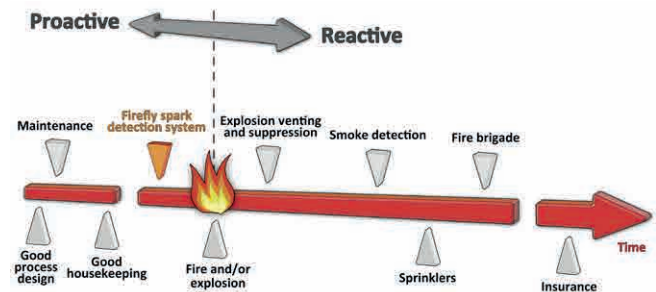 Proactive
Reactive
Maintenance
Firefly spark
detection system
Explosion venting
and suppression
Smoke detection
Fire brigade
Good
process
design
Good
housekeeping
Fire and/or
explosion
Sprinklers
Insurance
Time